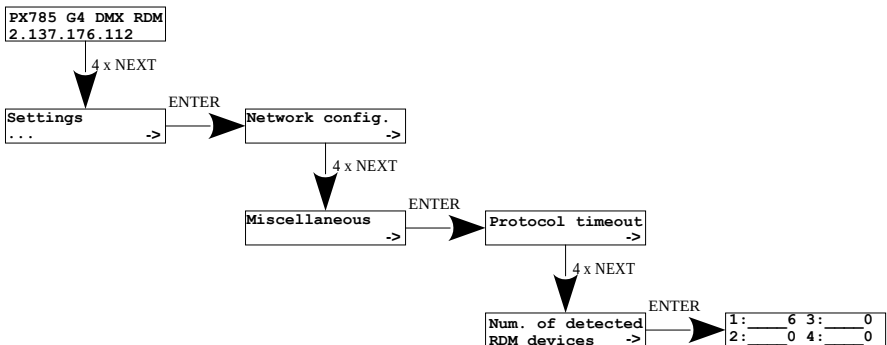 PX785 G4 DMX RDM
2.137.176.112
4 x NEXT
Settings
... ->
ENTER
Network config.
->
4 x NEXT
Miscellaneous
->
ENTER
Protocol timeout
->
4 x NEXT
Num. of detected
RDM devices ->
ENTER
1:____6 3:____0
2:____0 4:____0